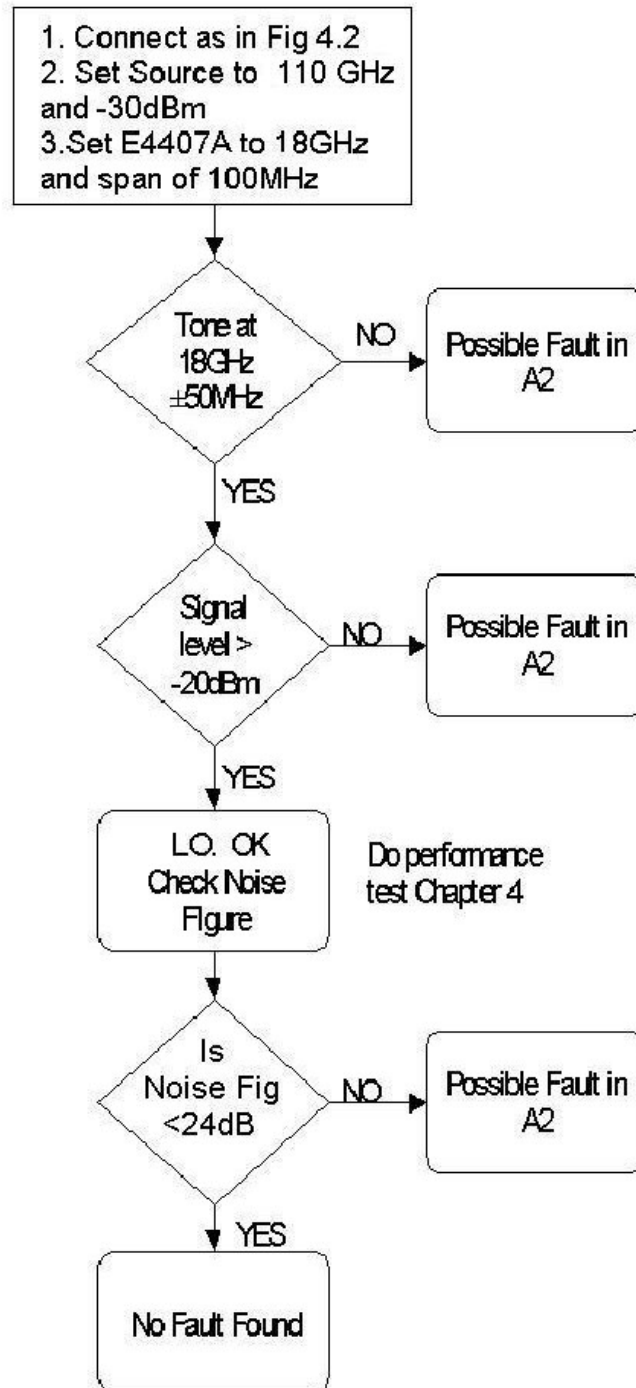 1. Connect as in Fig 4.2
2. Set Source to 110 GHz
and -30dBm
3.Set E4407A to 18GHz
and span of 100MHz
Tone at
18GHz
±50MHz
NO
Possible Fault in
A2
YES
Signal
level >
-20dBm
NO
Possible Fault in
A2
YES
L.O. OK
Check Noise
Figure
Do performance
test Chapter 4
Is
Noise Fig
<24dB
NO
Possible Fault in
A2
YES
No Fault Found